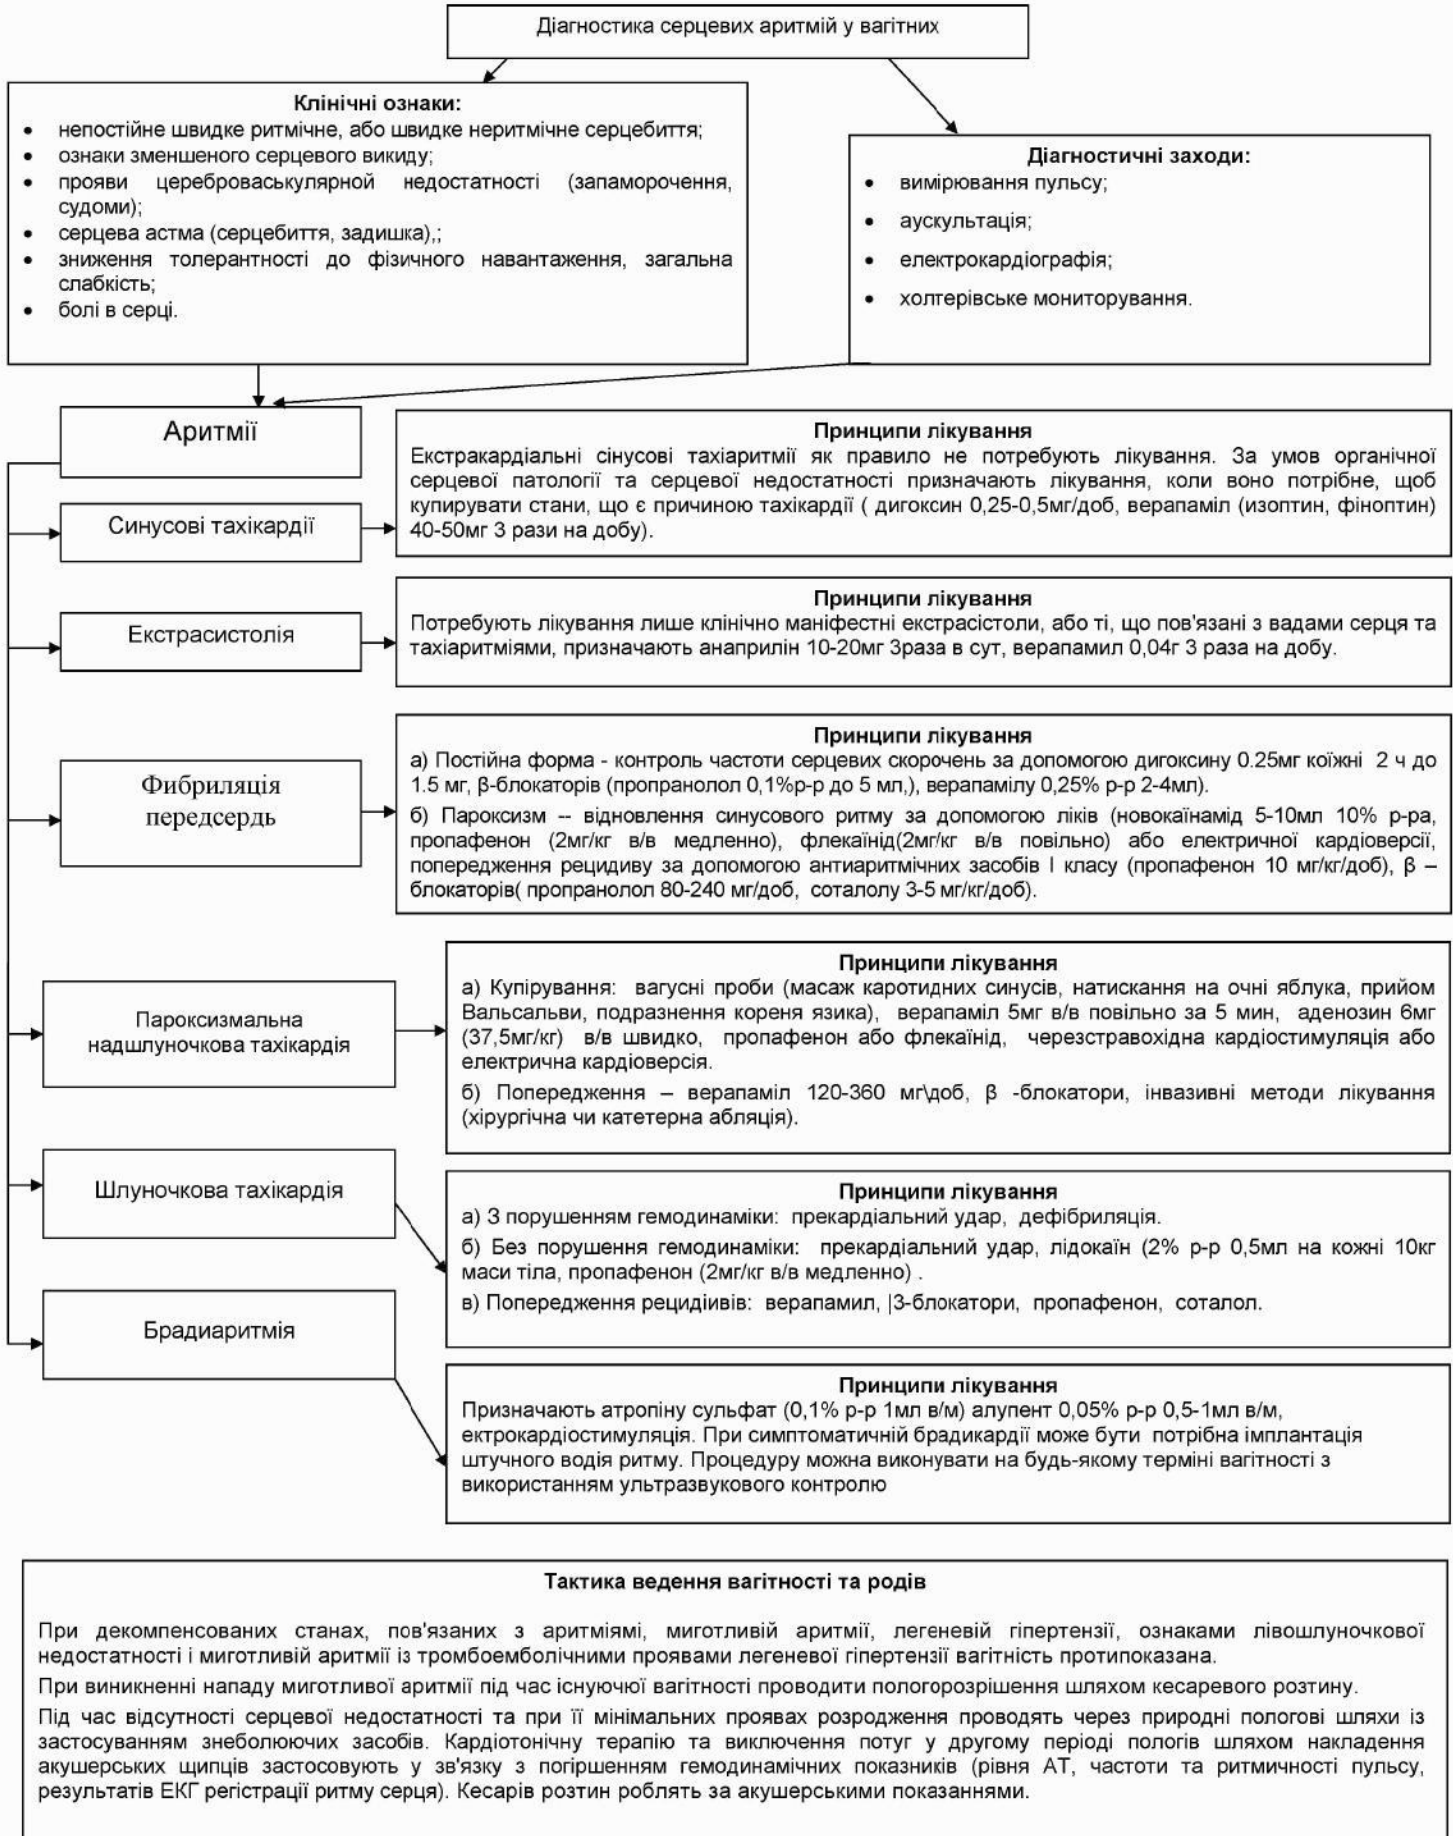 Діагностика серцевих аритмій у вагітних
Клінічні ознаки:
• непостійне швидке ритмічне, або швидке неритмічне серцебиття;
• ознаки зменшеного серцевого викиду;
• прояви цереброваськулярной недостатності (запаморочення,
судоми);
• серцева астма (серцебиття, задишка),;
• зниження толерантності до фізичного навантаження, загальна
слабкість;
• болі в серці.
Діагностичні заходи:
• вимірювання пульсу;
• аускультація;
• електрокардіографія;
• холтерівське мониторування.
Аритмії
Принципи лікування
Екстракардіальні сінусові тахіаритмії як правило не потребують лікування. За умов органічної
серцевої патології та серцевої недостатності призначають лікування, коли воно потрібне, щоб
купирувати стани, що є причиною тахікардії ( дигоксин 0,25-0,5мг/доб, верапаміл (изоптин, фіноптин)
40-50мг 3 рази на добу).
Синусові тахікардії
Принципи лікування
Потребують лікування лише клінічно маніфестні екстрасістоли, або ті, що пов'язані з вадами серця та
тахіаритміями, призначають анаприлін 10-20мг 3раза в сут, верапамил 0,04г 3 раза на добу.
Екстрасистолія
Принципи лікування
а) Постійна форма - контроль частоти серцевих скорочень за допомогою дигоксину 0.25мг коїжні 2 ч до
1.5 мг, β-блокаторів (пропранолол 0,1%р-р до 5 мл,), верапамілу 0,25% р-р 2-4мл).
б) Пароксизм -- відновлення синусового ритму за допомогою ліків (новокаїнамід 5-10мл 10% р-ра,
пропафенон (2мг/кг в/в медленно), флекаїнід(2мг/кг в/в повільно) або електричної кардіоверсії,
попередження рецидиву за допомогою антиаритмічних засобів І класу (пропафенон 10 мг/кг/доб), β –
блокаторів( пропранолол 80-240 мг/доб, соталолу 3-5 мг/кг/доб).
Фибриляція
передсердь
Принципи лікування
а) Купірування: вагусні проби (масаж каротидних синусів, натискання на очні яблука, прийом
Вальсальви, подразнення кореня язика), верапаміл 5мг в/в повільно за 5 мин, аденозин 6мг
(37,5мг/кг) в/в швидко, пропафенон або флекаїнід, черезстравохідна кардіостимуляція або
електрична кардіоверсія.
б) Попередження – верапаміл 120-360 мг\доб, β -блокатори, інвазивні методи лікування
(хірургічна чи катетерна абляція).
Пароксизмальна
надшлуночкова тахікардія
Шлуночкова тахікардія
Принципи лікування
а) З порушенням гемодинаміки: прекардіальний удар, дефібриляція.
б) Без порушення гемодинаміки: прекардіальний удар, лідокаїн (2% р-р 0,5мл на кожні 10кг
маси тіла, пропафенон (2мг/кг в/в медленно) .
в) Попередження рецидіивів: верапамил, |3-блокатори, пропафенон, соталол.
Брадиаритмія
Принципи лікування
Призначають атропіну сульфат (0,1% р-р 1мл в/м) алупент 0,05% р-р 0,5-1мл в/м,
ектрокардіостимуляція. При симптоматичній брадикардії може бути потрібна імплантація
штучного водія ритму. Процедуру можна виконувати на будь-якому терміні вагітності з
використанням ультразвукового контролю
Тактика ведення вагітності та родів
При декомпенсованих станах, пов'язаних з аритміямі, миготливій аритмії, легеневій гіпертензії, ознаками лівошлуночкової
недостатності і миготливій аритмії із тромбоемболічними проявами легеневої гіпертензії вагітність протипоказана.
При виникненні нападу миготливої аритмії під час існуючої вагітності проводити пологорозрішення шляхом кесаревого розтину.
Під час відсутності серцевої недостатності та при її мінімальних проявах розродження проводять через природні пологові шляхи із
застосуванням знеболюючих засобів. Кардіотонічну терапію та виключення потуг у другому періоді пологів шляхом накладення
акушерських щипців застосовують у зв'язку з погіршенням гемодинамічних показників (рівня АТ, частоти та ритмичності пульсу,
результатів ЕКГ регістрації ритму серця). Кесарів розтин роблять за акушерськими показаннями.